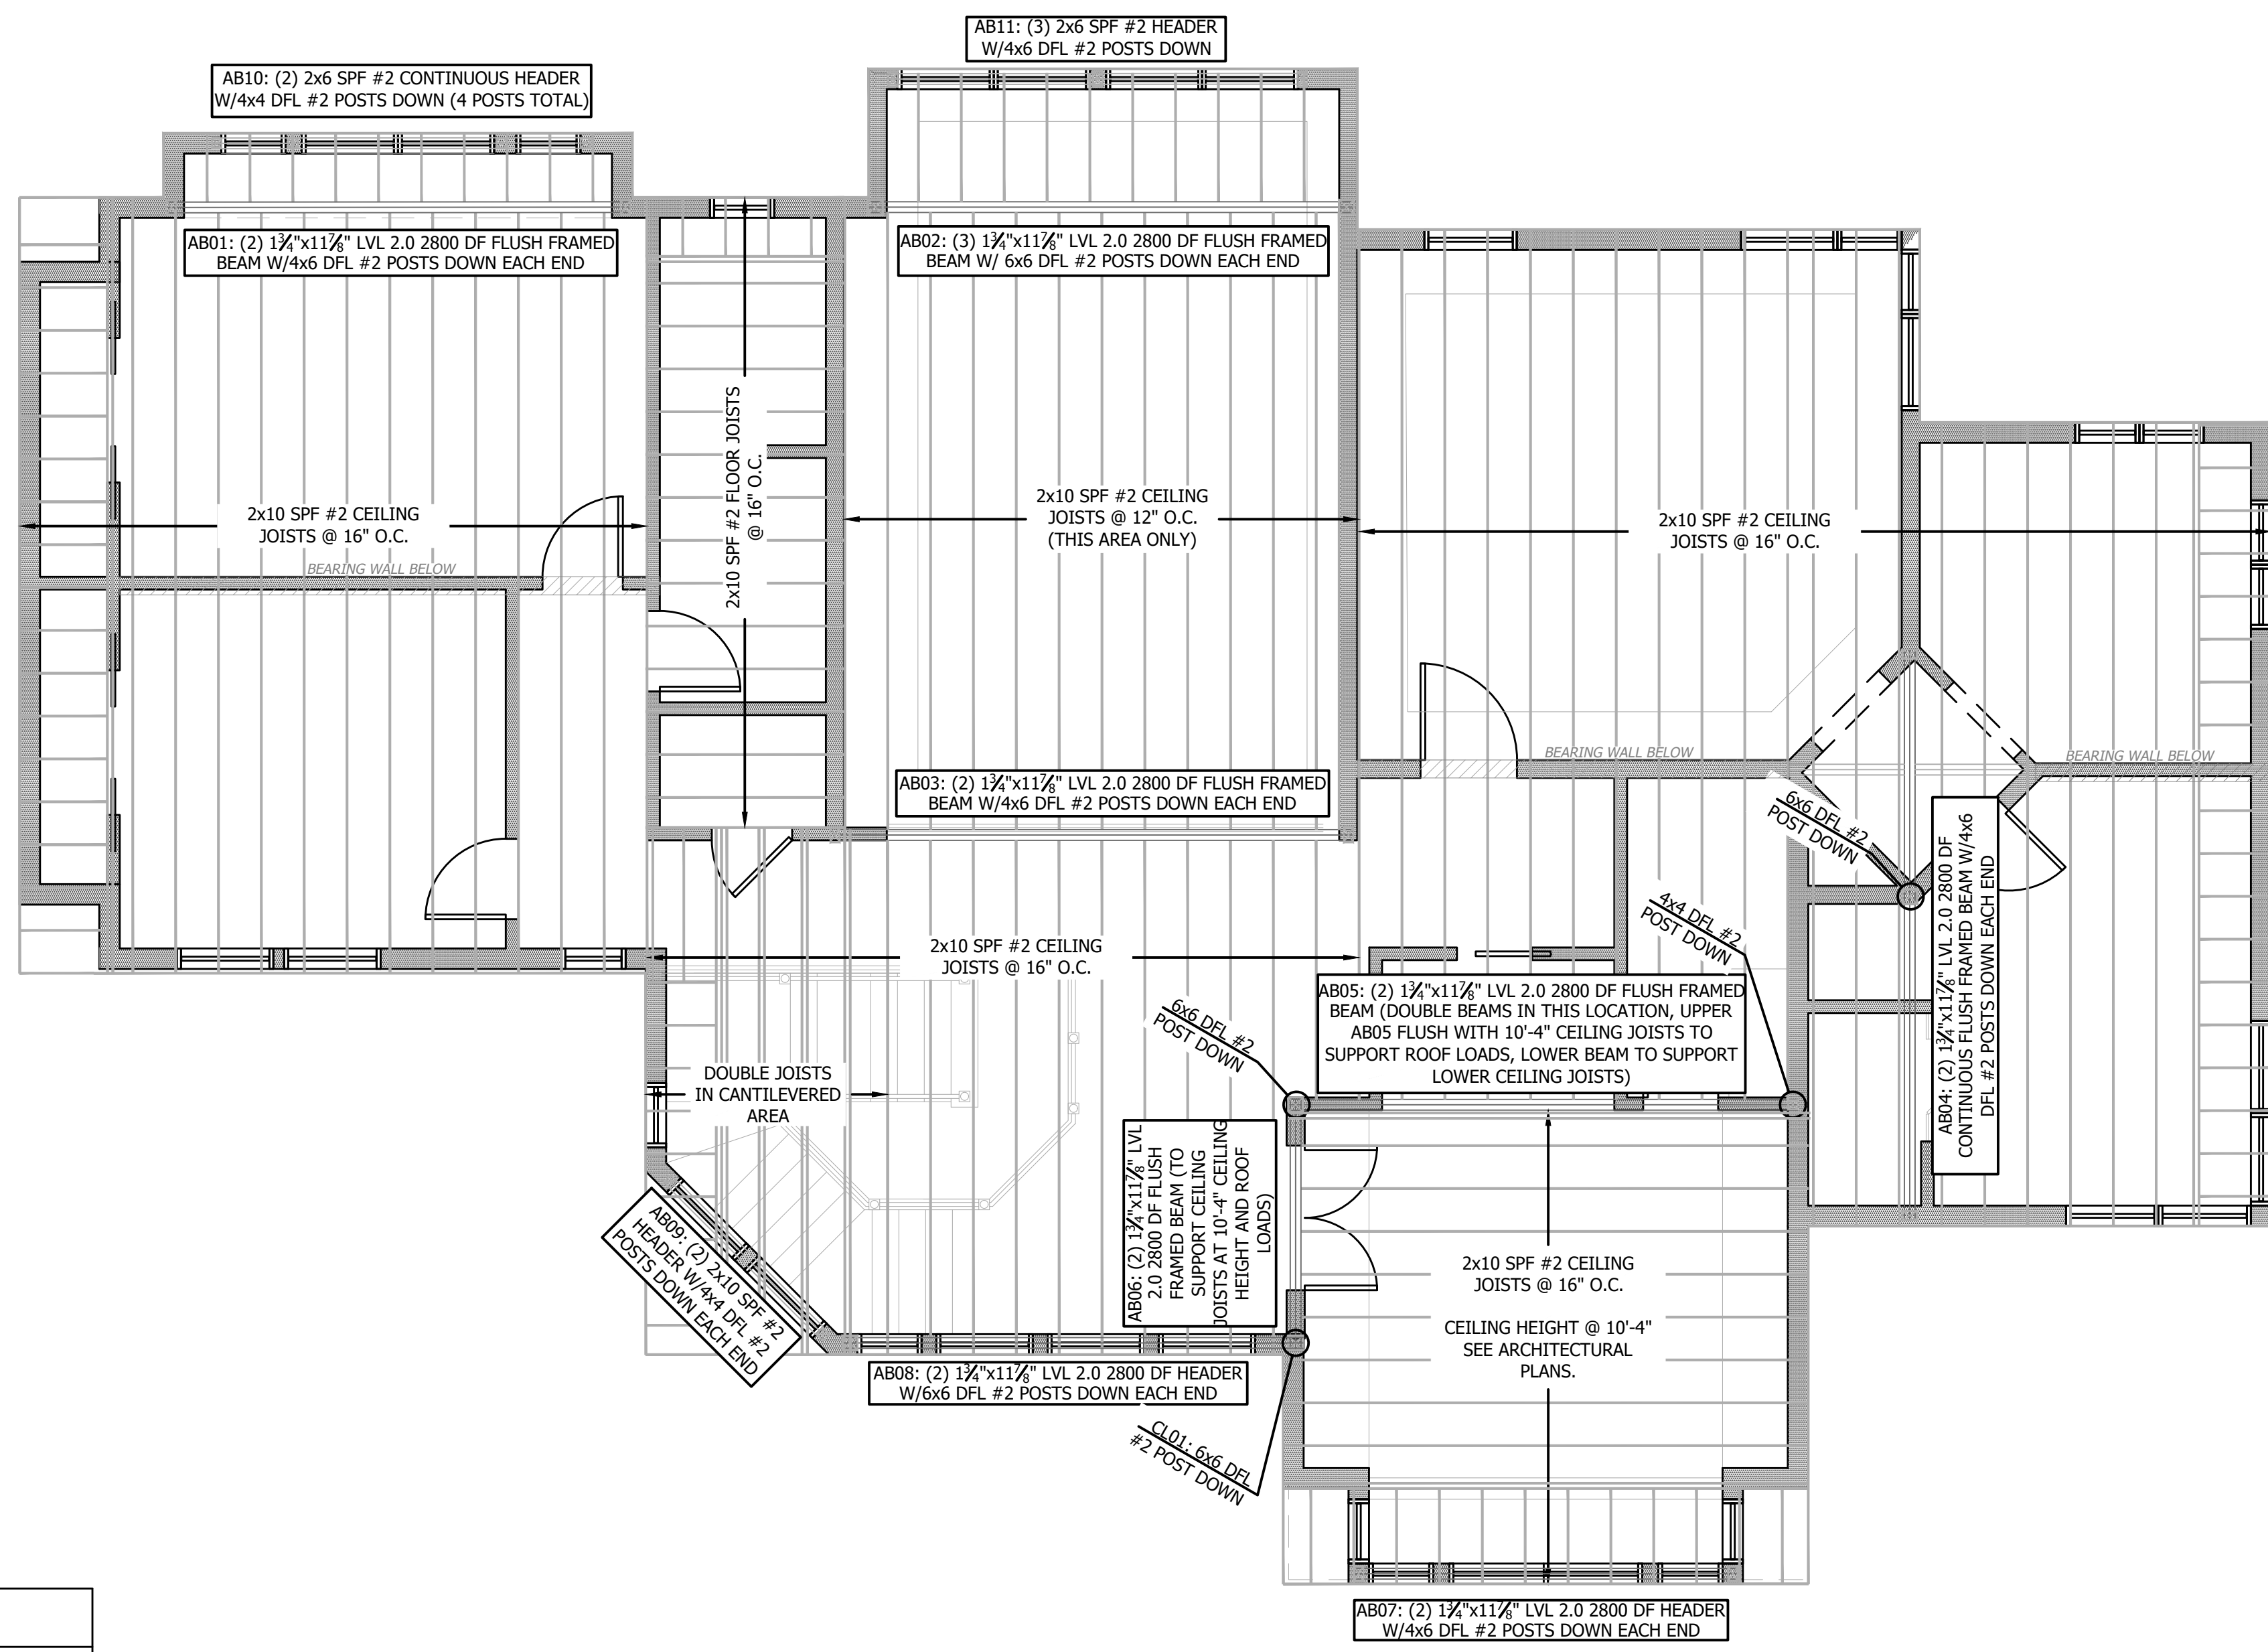 AB11: (3) 2x6 SPF #2 HEADER
W/4x6 DFL #2 POSTS DOWN
AB10: (2) 2x6 SPF #2 CONTINUOUS HEADER
W/4x4 DFL #2 POSTS DOWN (4 POSTS TOTAL)
AB01: (2) 1¾"x11⅞" LVL 2.0 2800 DF FLUSH FRAMED
BEAM W/4x6 DFL #2 POSTS DOWN EACH END
AB02: (3) 1¾"x11⅞" LVL 2.0 2800 DF FLUSH FRAMED
BEAM W/ 6x6 DFL #2 POSTS DOWN EACH END
2x10 SPF #2 CEILING
JOISTS @ 16" O.C.
BEARING WALL BELOW
2x10 SPF #2 FLOOR JOISTS
@ 16" O.C.
2x10 SPF #2 CEILING
JOISTS @ 12" O.C.
(THIS AREA ONLY)
2x10 SPF #2 CEILING
JOISTS @ 16" O.C.
BEARING WALL BELOW
BEARING WALL BELOW
AB03: (2) 1¾"x11⅞" LVL 2.0 2800 DF FLUSH FRAMED
BEAM W/4x6 DFL #2 POSTS DOWN EACH END
6x6 DFL #2
POST DOWN
AB04: (2) 1¾"x11⅞" LVL 2.0 2800 DF
CONTINUOUS FLUSH FRAMED BEAM W/4x6
DFL #2 POSTS DOWN EACH END
4x4 DFL #2
POST DOWN
2x10 SPF #2 CEILING
JOISTS @ 16" O.C.
AB05: (2) 1¾"x11⅞" LVL 2.0 2800 DF FLUSH FRAMED
BEAM (DOUBLE BEAMS IN THIS LOCATION, UPPER
AB05 FLUSH WITH 10'-4" CEILING JOISTS TO
SUPPORT ROOF LOADS, LOWER BEAM TO SUPPORT
LOWER CEILING JOISTS)
6x6 DFL #2
POST DOWN
DOUBLE JOISTS
IN CANTILEVERED
AREA
AB06: (2) 1¾"x11⅞" LVL
2.0 2800 DF FLUSH
FRAMED BEAM (TO
SUPPORT CEILING
JOISTS AT 10'-4" CEILING
HEIGHT AND ROOF
LOADS)
AB09: (2) 2x10 SPF #2
HEADER W/4x4 DFL #2
POSTS DOWN EACH END
2x10 SPF #2 CEILING
JOISTS @ 16" O.C.
CEILING HEIGHT @ 10'-4"
SEE ARCHITECTURAL
PLANS.
AB08: (2) 1¾"x11⅞" LVL 2.0 2800 DF HEADER
W/6x6 DFL #2 POSTS DOWN EACH END
CL01: 6x6 DFL
#2 POST DOWN
AB07: (2) 1¾"x11⅞" LVL 2.0 2800 DF HEADER
W/4x6 DFL #2 POSTS DOWN EACH END